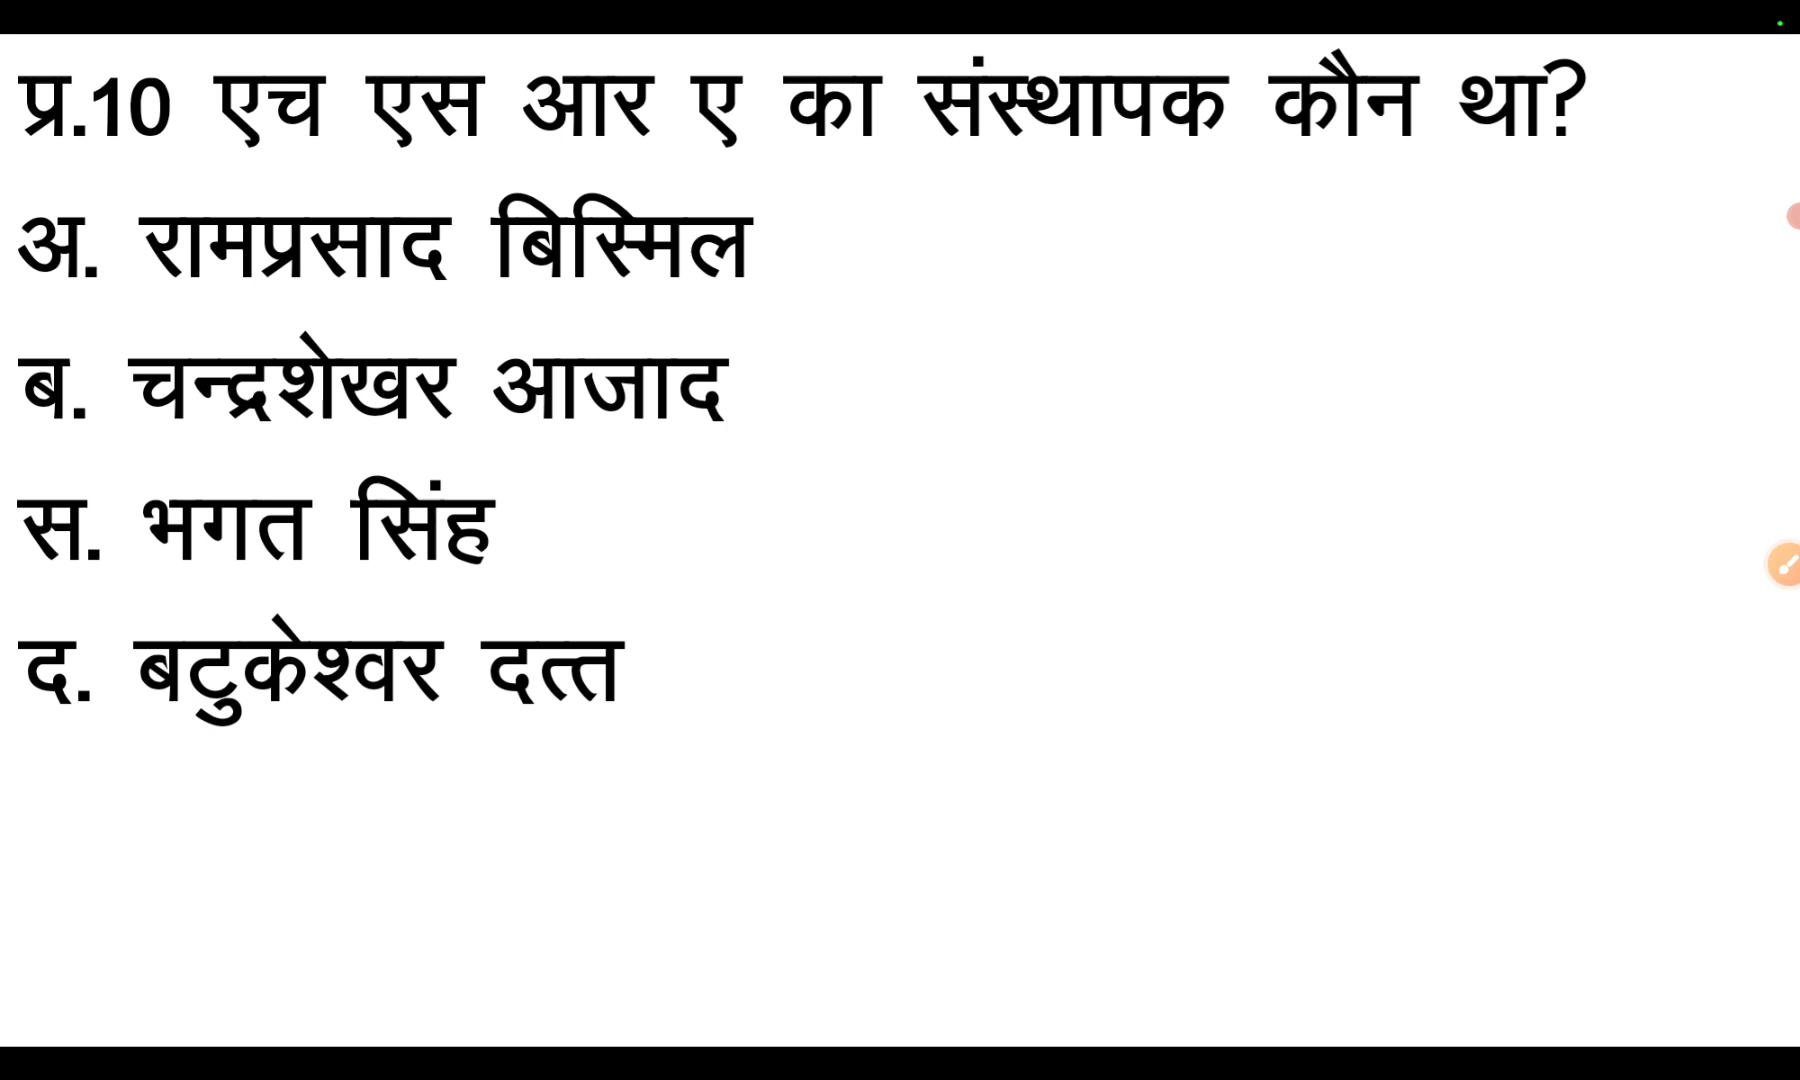 प्र.10 एच एस आर ए का संस्थापक कौन था?
अ. रामप्रसाद बिस्मिल
ब. चन्द्रशेखर आजाद
स. भगत सिंह
द. बटुकेश्वर दत्त